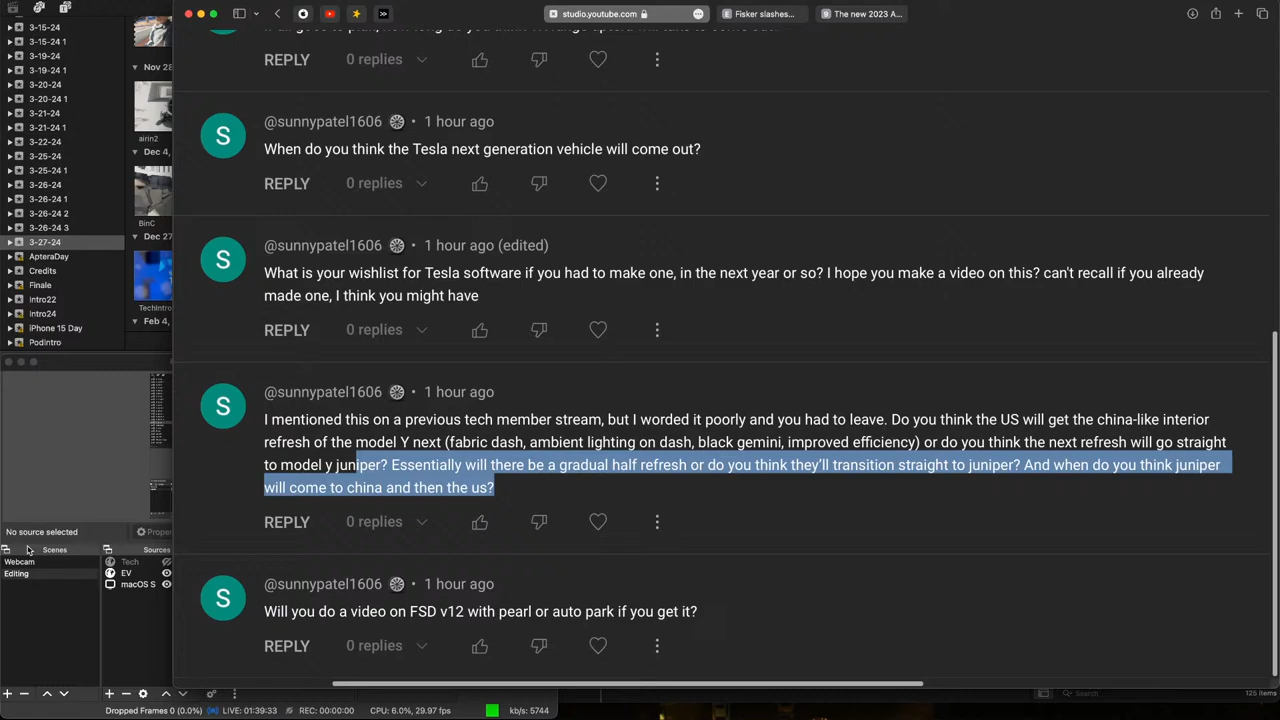 studio.youtube.com
Fisker slashes...
The new 2023 A...
3-15-24
3-15-24 1
3-19-24
3-19-24 1
3-20-24
3-20-24 1
3-21-24
3-21-24 1
3-22-24
3-25-24
3-25-24 1
3-26-24
3-26-24 1
3-26-24 2
3-26-24 3
3-27-24
ApteraDay
Credits
Finale
Intro22
Intro24
iPhone 15 Day
PodIntro
Nov 28
airin2
Dec 4,
BinC
Dec 27
TechIntro
Feb 4,
REPLY 0 replies
@sunnypatel1606 • 1 hour ago
When do you think the Tesla next generation vehicle will come out?
REPLY 0 replies
@sunnypatel1606 • 1 hour ago (edited)
What is your wishlist for Tesla software if you had to make one, in the next year or so? I hope you make a video on this? can't recall if you already
made one, I think you might have
REPLY 0 replies
@sunnypatel1606 • 1 hour ago
I mentioned this on a previous tech member stream, but I worded it poorly and you had to leave. Do you think the US will get the china-like interior
refresh of the model Y next (fabric dash, ambient lighting on dash, black gemini, improved efficiency) or do you think the next refresh will go straight
to model y juniper? Essentially will there be a gradual half refresh or do you think they'll transition straight to juniper? And when do you think juniper
will come to china and then the us?
REPLY 0 replies
@sunnypatel1606 • 1 hour ago
Will you do a video on FSD v12 with pearl or auto park if you get it?
REPLY 0 replies
No source selected
Proper
Scenes
Sources
Webcam
Editing
Tech
EV
macOS S
Dropped Frames 0 (0.0%) LIVE: 01:39:33 REC: 00:00:00 CPU: 6.0%, 29.97 fps kb/s: 5744
Search
125 items